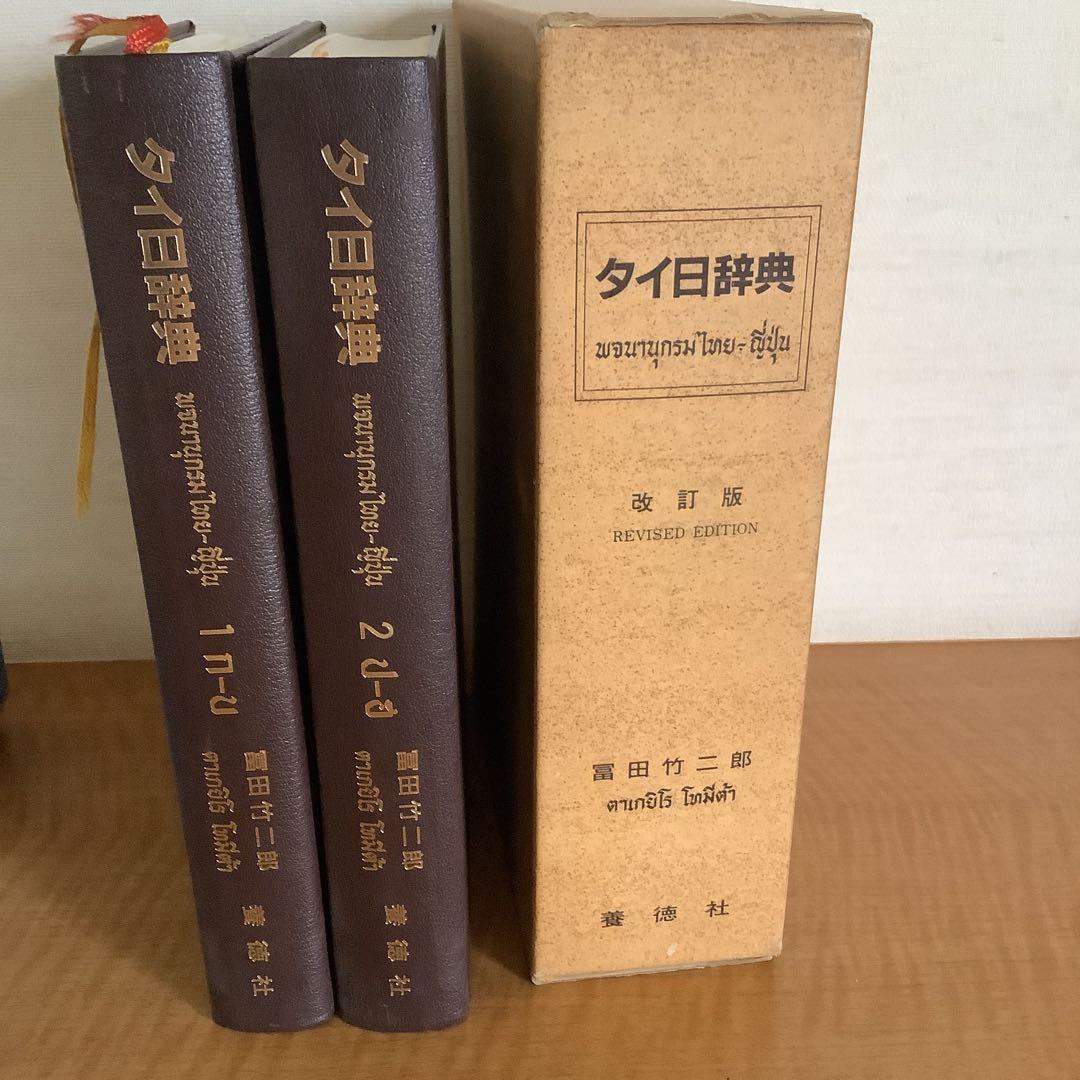 タイ日辞典
พจนานุกรมไทย-ญี่ปุ่น
1 ก-บ
冨田竹二郎
ตาเกยิโร โทมีต้า
養徳社
タイ日辞典
พจนานุกรมไทย-ญี่ปุ่น
2 ป-ฮ
冨田竹二郎
ตาเกยิโร โทมีต้า
養徳社
タイ日辞典
พจนานุกรมไทย-ญี่ปุ่น
改訂版
REVISED EDITION
冨田竹二郎
ตาเกยิโร โทมีต้า
養徳社